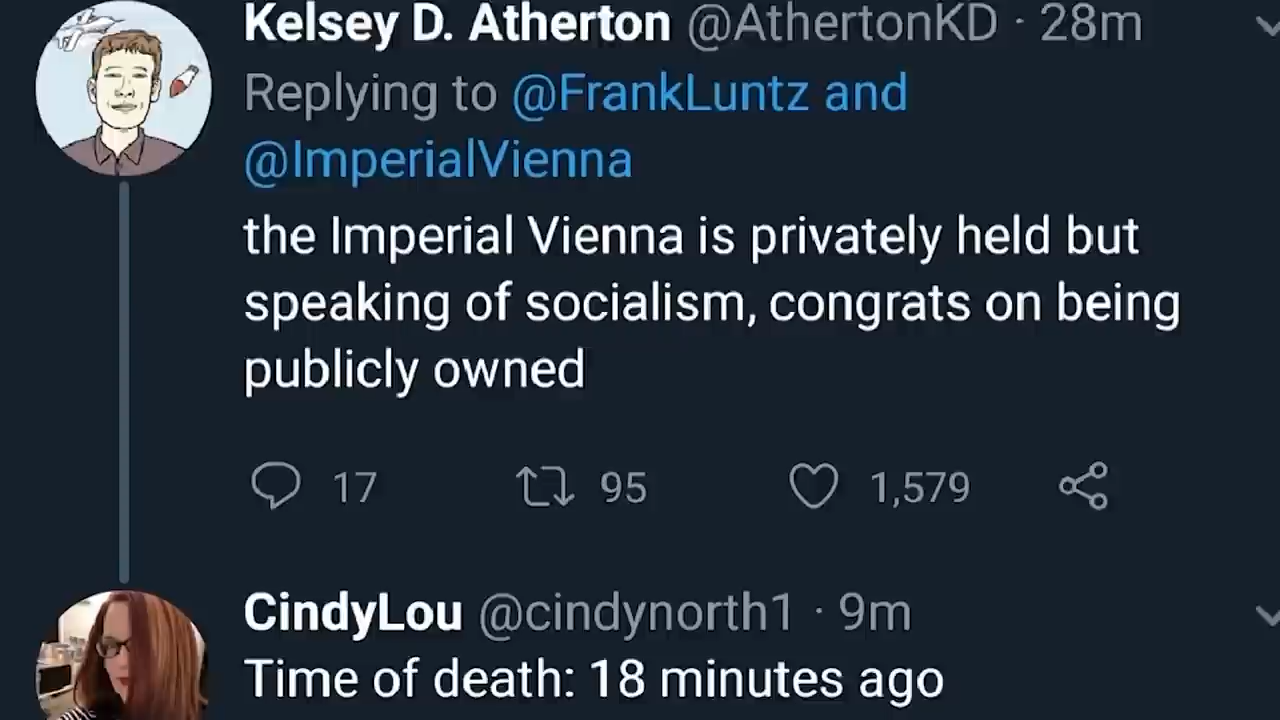 Kelsey D. Atherton @AthertonKD · 28m
Replying to @FrankLuntz and
@ImperialVienna
the Imperial Vienna is privately held but
speaking of socialism, congrats on being
publicly owned
17 95 1,579
CindyLou @cindynorth1 · 9m
Time of death: 18 minutes ago